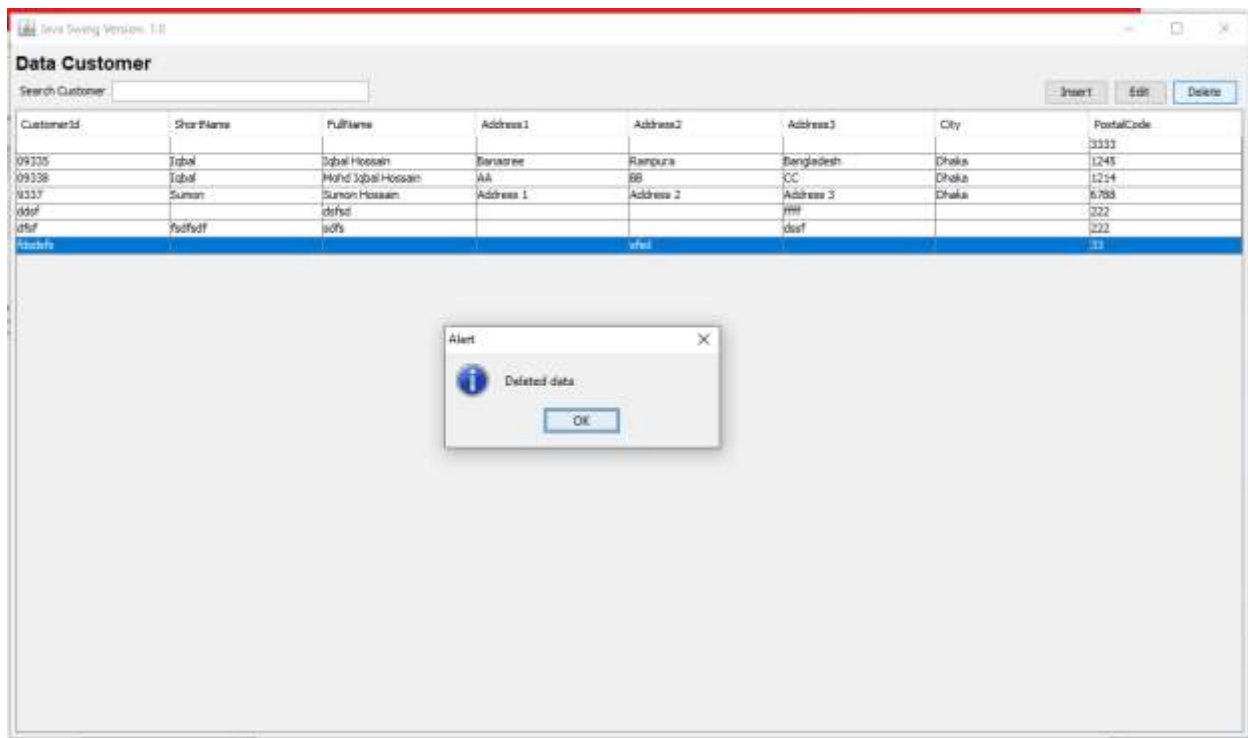 Java Swing Version: 1.0
Data Customer
Search Customer
Insert Edit Delete
CustomerId ShortName FullName Address1 Address2 Address3 City PostalCode
3333
09335 Iqbal Iqbal Hossain Banasree Rampura Bangladesh Dhaka 1245
09338 Iqbal Mohd Iqbal Hossain AA BB CC Dhaka 1214
9337 Sumon Sumon Hossain Address 1 Address 2 Address 3 Dhaka 6788
ddsf dsfsd ffff 222
dfsf fsdfsdf sdfs dssf 222
33
Alert
Deleted data
OK